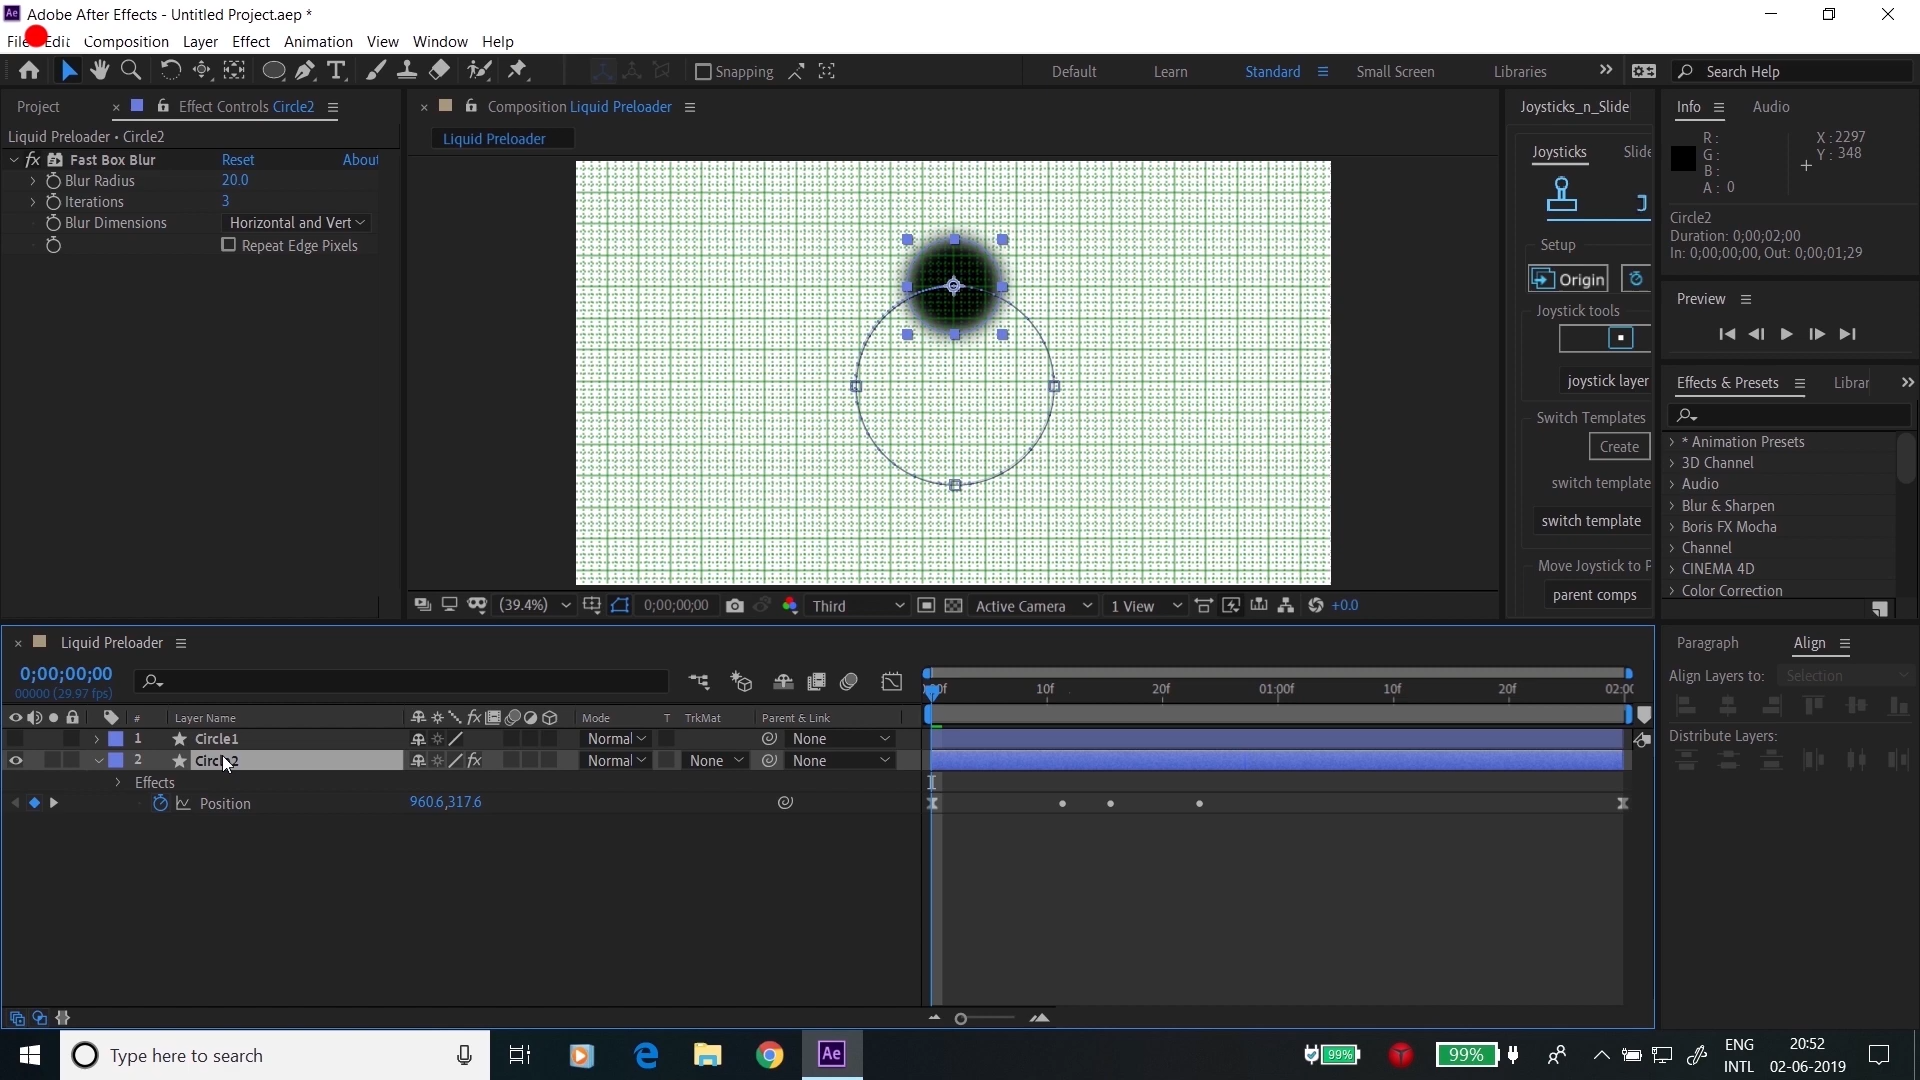 Adobe After Effects - Untitled Project.aep *
File Edit Composition Layer Effect Animation View Window Help
Snapping
Default Learn Standard Small Screen Libraries
Search Help
Project
Effect Controls Circle2
Liquid Preloader • Circle2
fx Fast Box Blur Reset About
Blur Radius 20.0
Iterations 3
Blur Dimensions Horizontal and Vert
Repeat Edge Pixels
Composition Liquid Preloader
Liquid Preloader
(39.4%) 0;00;00;00 Third Active Camera 1 View +0.0
Joysticks_n_Slide
Joysticks Slide
J
Setup
Origin
Joystick tools
joystick layer
Switch Templates
Create
switch template
switch template
Move Joystick to P
parent comps
Info Audio
R :
G :
B :
A : 0
X : 2297
Y : 348
Circle2
Duration: 0;00;02;00
In: 0;00;00;00, Out: 0;00;01;29
Preview
Effects & Presets Librar
* Animation Presets
3D Channel
Audio
Blur & Sharpen
Boris FX Mocha
Channel
CINEMA 4D
Color Correction
Paragraph Align
Align Layers to: Selection
Distribute Layers:
Liquid Preloader
0;00;00;00
00000 (29.97 fps)
10f 20f 01:00f 10f 20f
# Layer Name fx Mode T TrkMat Parent & Link
1 Circle1 Normal None
2 Circle2 fx Normal None None
Effects
Position 960.6,317.6
Type here to search
Ae
99%
99%
ENG
INTL
20:52
02-06-2019